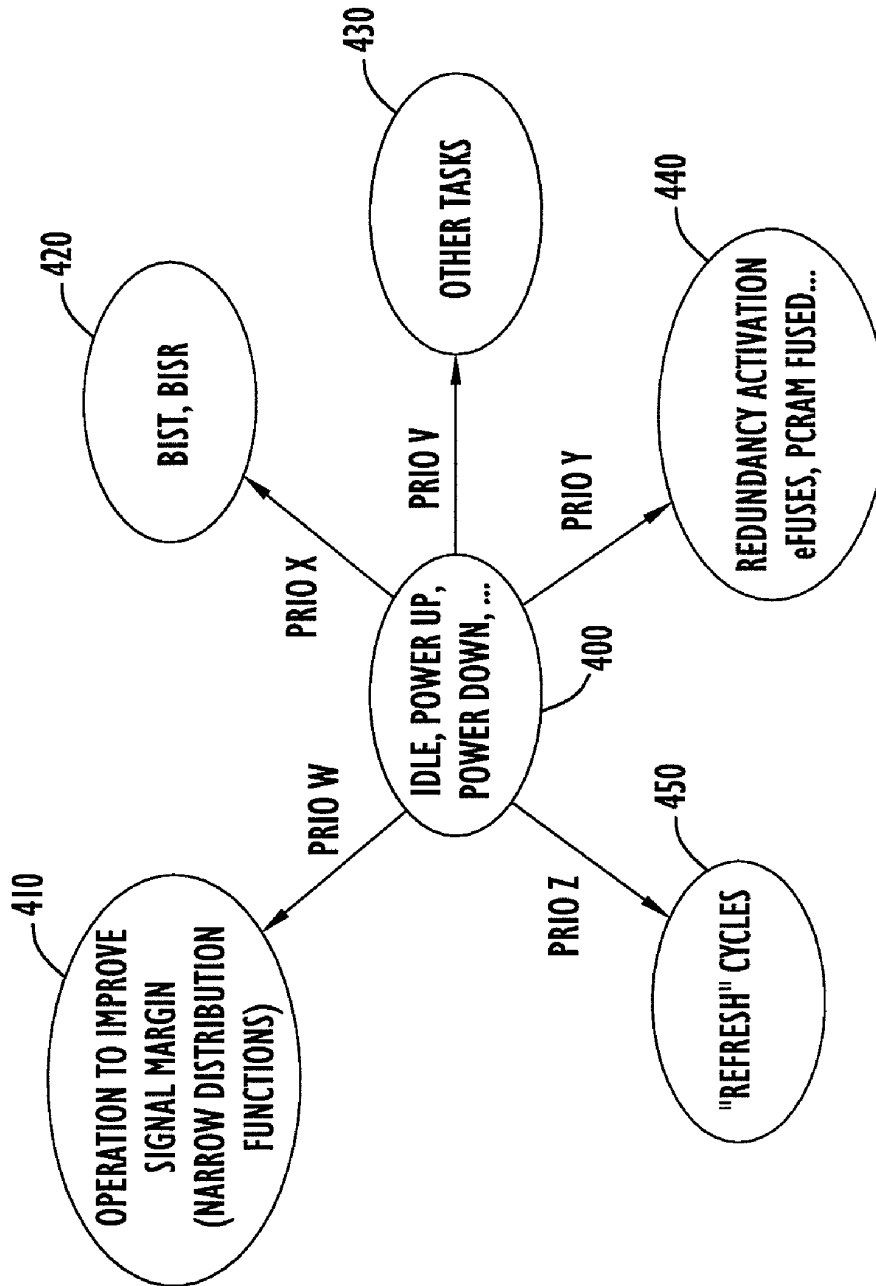 410
OPERATION TO IMPROVE
SIGNAL MARGIN
(NARROW DISTRIBUTION
FUNCTIONS)
PRIO W
420
BIST, BISR
PRIO X
430
OTHER TASKS
PRIO V
IDLE, POWER UP,
POWER DOWN, ...
400
440
REDUNDANCY ACTIVATION
eFUSES, PCRAM FUSED...
PRIO Y
450
"REFRESH" CYCLES
PRIO Z